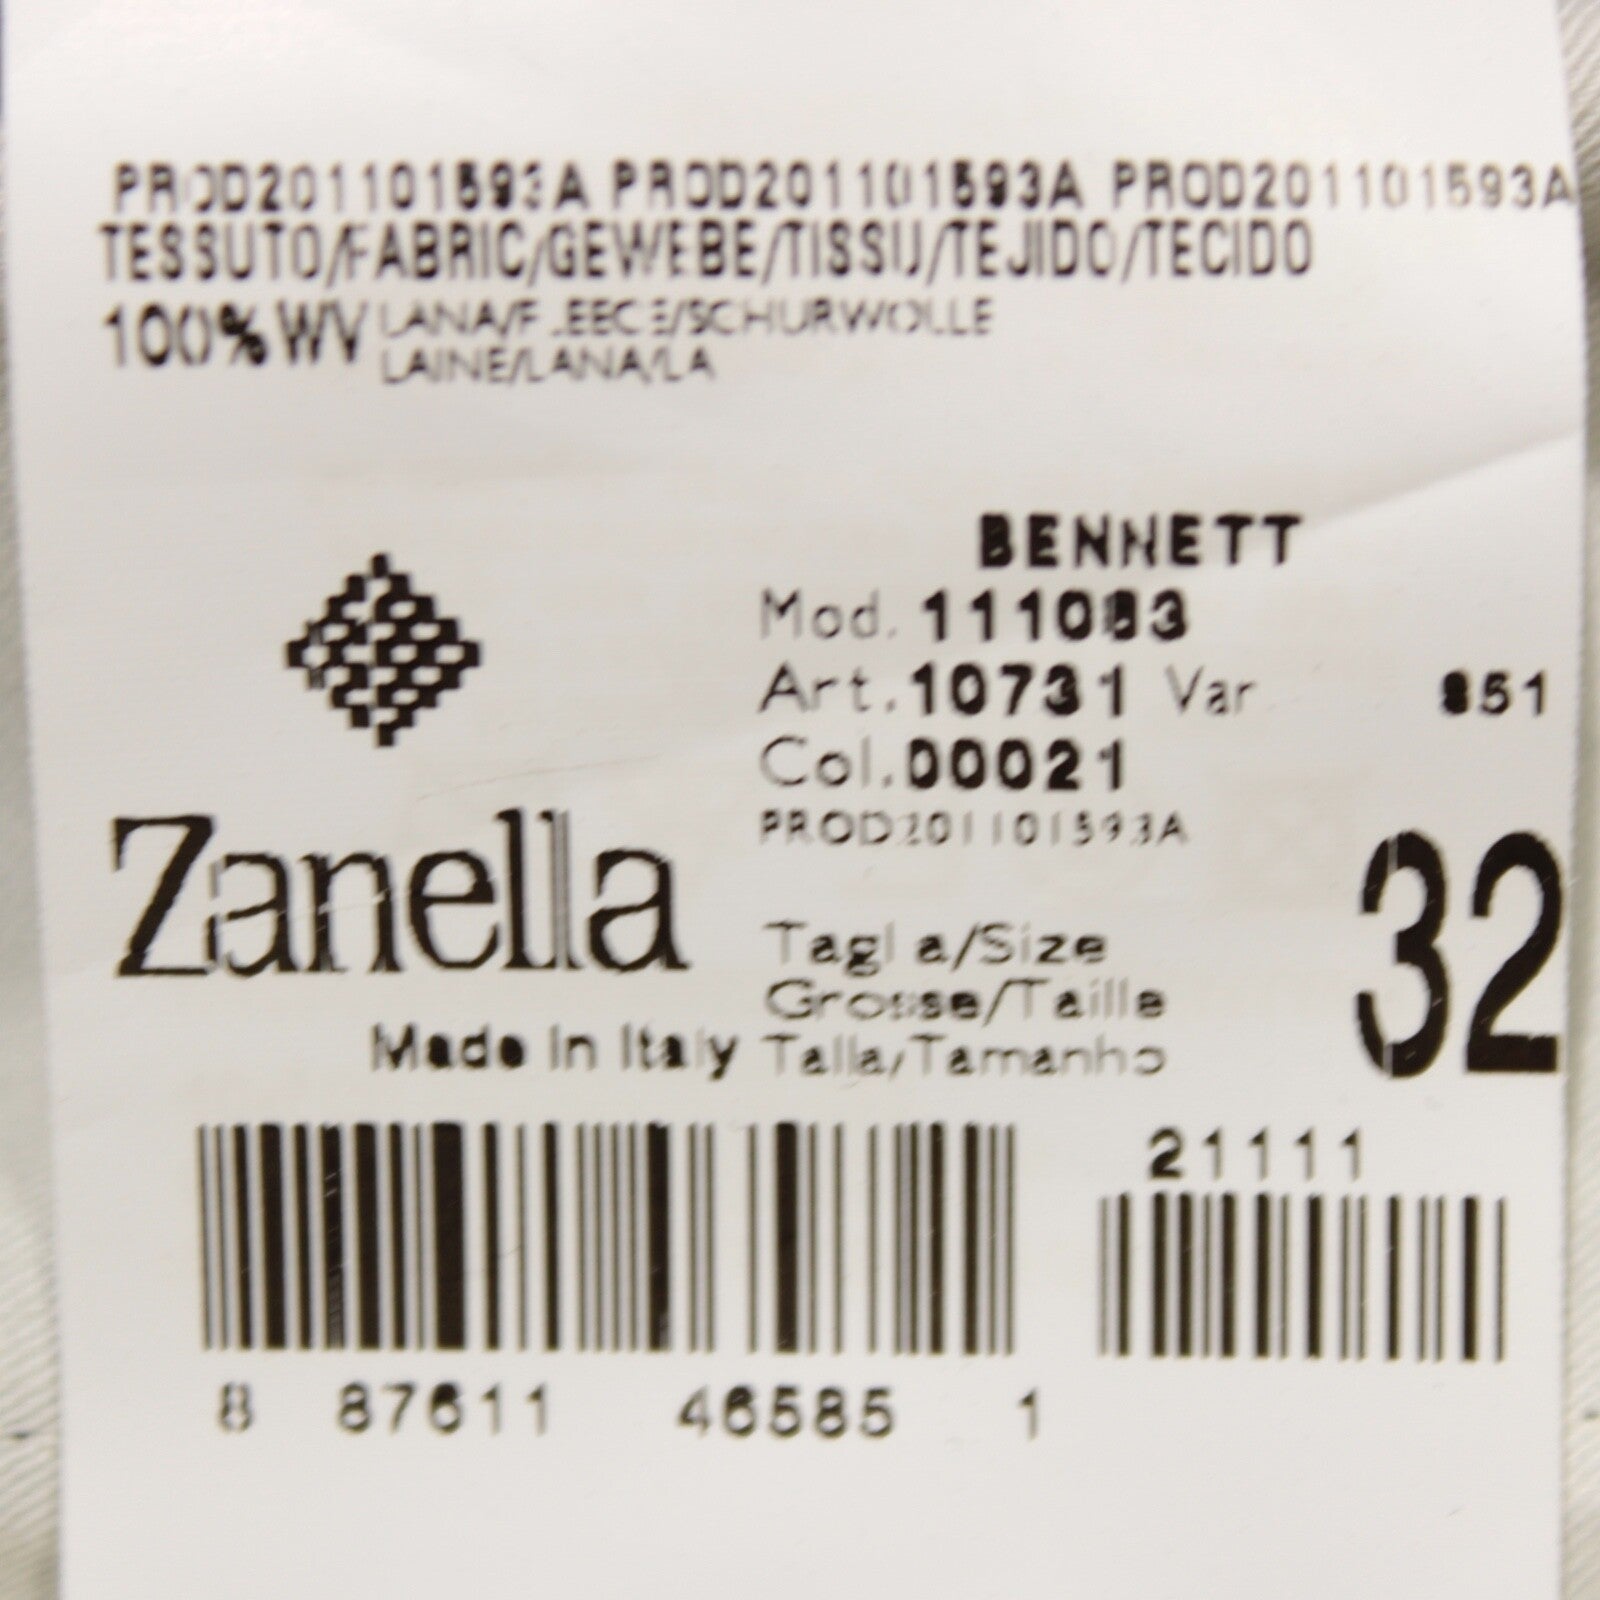 PROD201101593A PROD201101593A PROD201101593A
TESSUTO/FABRIC/GEWEBE/TISSU/TEJIDO/TECIDO
100% WV LANA/FLEECE/SCHURWOLLE
LAINE/LANA/LA
BENNETT
Mod. 111083
Art. 10731 Var 851
Col. 00021
PROD201101593A
Zanella
Made In Italy
Taglia/Size
Grosse/Taille
Talla/Tamanho
32
21111
8 87611 46585 1